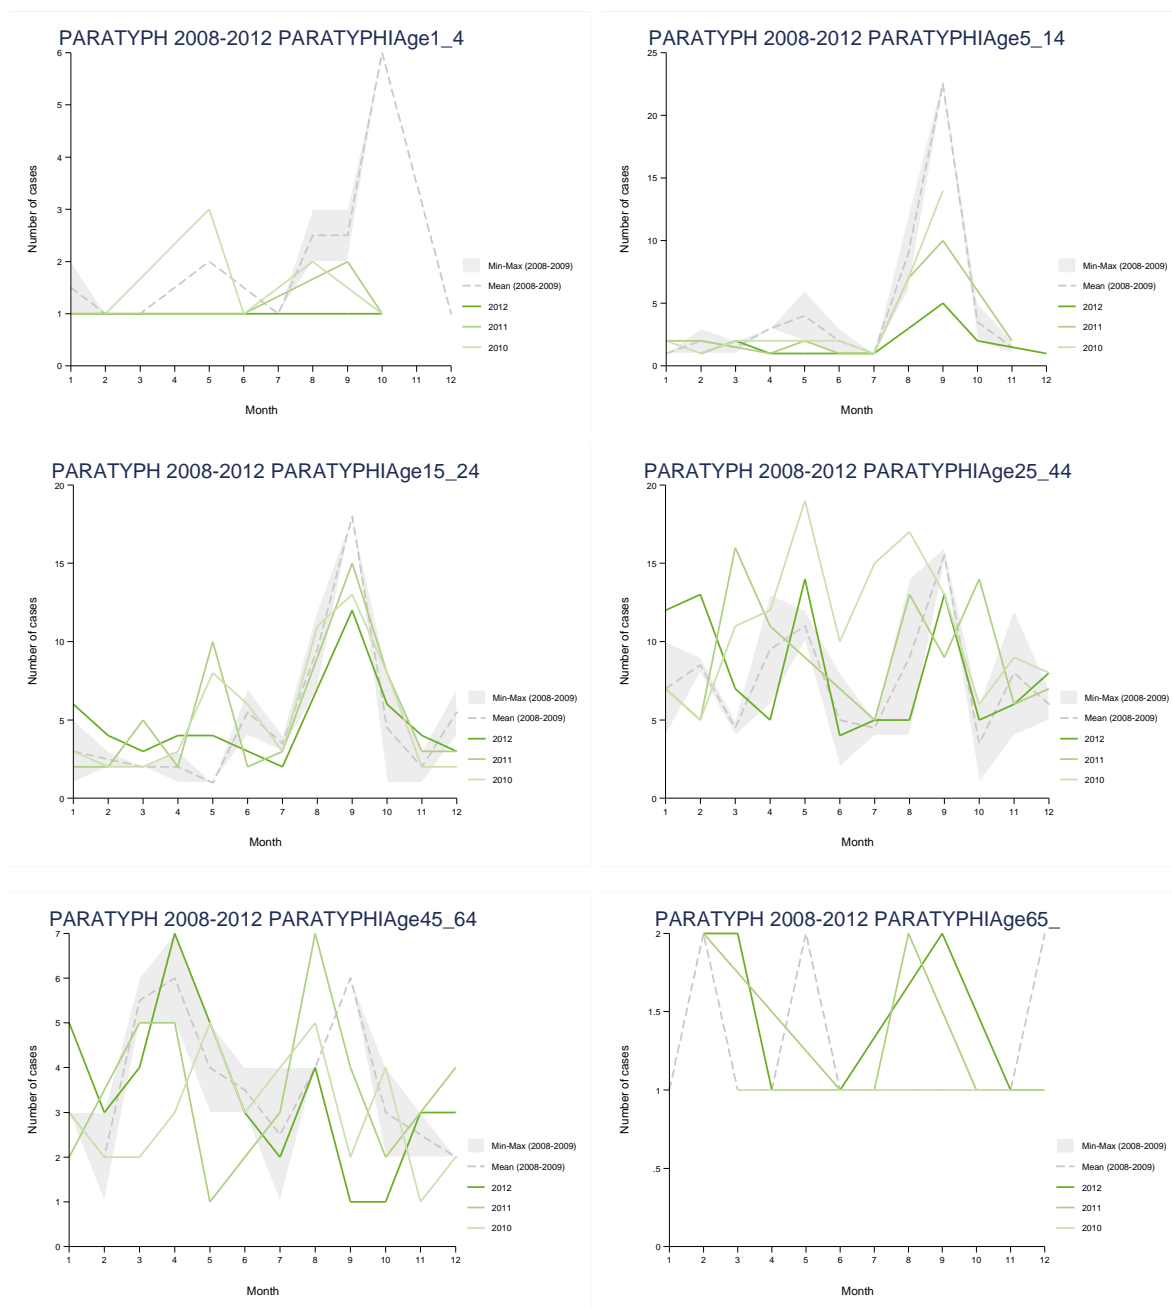 PARATYPH 2008-2012 PARATYPHIAge1_4
Number of cases
6
5
4
3
2
1
0
1 2 3 4 5 6 7 8 9 10 11 12
Month
Min-Max (2008-2009)
Mean (2008-2009)
2012
2011
2010
PARATYPH 2008-2012 PARATYPHIAge5_14
Number of cases
25
20
15
10
5
0
1 2 3 4 5 6 7 8 9 10 11 12
Month
Min-Max (2008-2009)
Mean (2008-2009)
2012
2011
2010
PARATYPH 2008-2012 PARATYPHIAge15_24
Number of cases
20
15
10
5
0
1 2 3 4 5 6 7 8 9 10 11 12
Month
Min-Max (2008-2009)
Mean (2008-2009)
2012
2011
2010
PARATYPH 2008-2012 PARATYPHIAge25_44
Number of cases
20
15
10
5
0
1 2 3 4 5 6 7 8 9 10 11 12
Month
Min-Max (2008-2009)
Mean (2008-2009)
2012
2011
2010
PARATYPH 2008-2012 PARATYPHIAge45_64
Number of cases
7
6
5
4
3
2
1
0
1 2 3 4 5 6 7 8 9 10 11 12
Month
Min-Max (2008-2009)
Mean (2008-2009)
2012
2011
2010
PARATYPH 2008-2012 PARATYPHIAge65_
Number of cases
2
1.5
1
.5
0
1 2 3 4 5 6 7 8 9 10 11 12
Month
Min-Max (2008-2009)
Mean (2008-2009)
2012
2011
2010